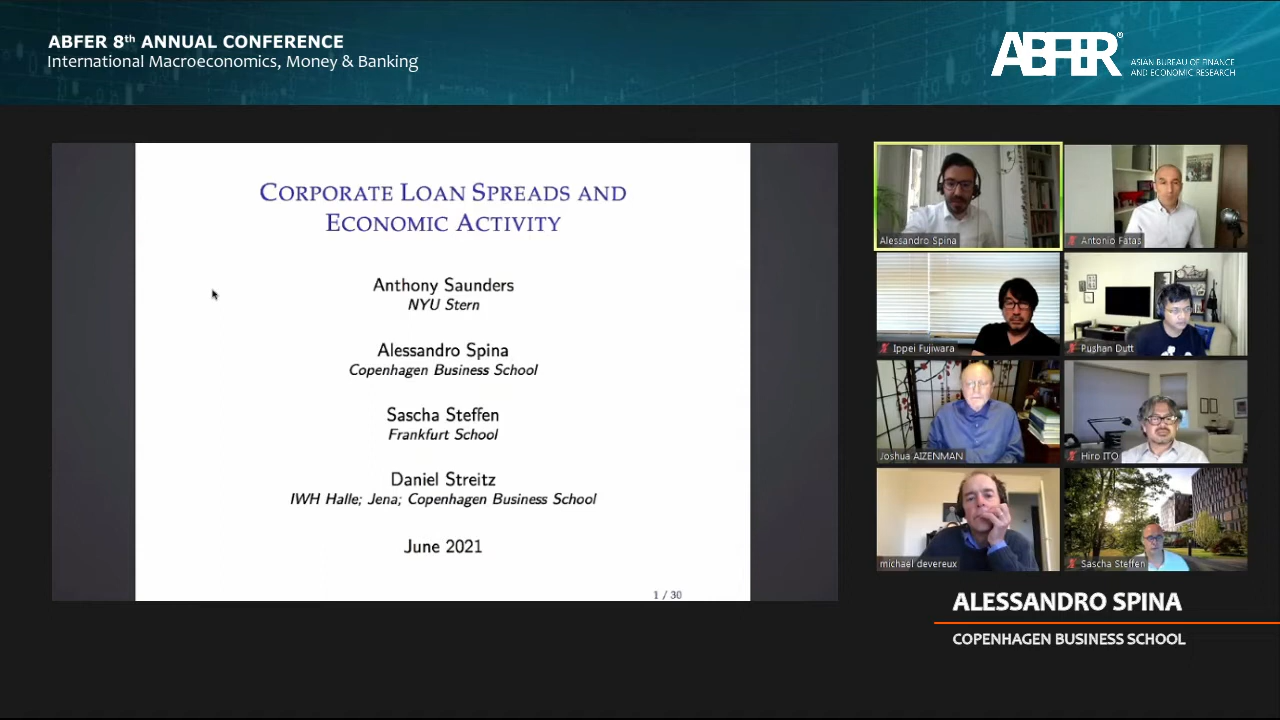 ABFER 8th ANNUAL CONFERENCE
International Macroeconomics, Money & Banking
ABFER®
ASIAN BUREAU OF FINANCE
AND ECONOMIC RESEARCH
CORPORATE LOAN SPREADS AND
ECONOMIC ACTIVITY
Anthony Saunders
NYU Stern
Alessandro Spina
Copenhagen Business School
Sascha Steffen
Frankfurt School
Daniel Streitz
IWH Halle; Jena; Copenhagen Business School
June 2021
1 / 30
Alessandro Spina
Antonio Fatas
Ippei Fujiwara
Pushan Dutt
Joshua AIZENMAN
Hiro ITO
michael devereux
Sascha Steffen
ALESSANDRO SPINA
COPENHAGEN BUSINESS SCHOOL